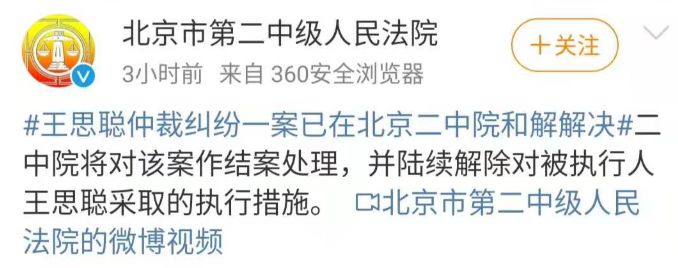 北京市第二中级人民法院
+关注
3小时前 来自 360安全浏览器
#王思聪仲裁纠纷一案已在北京二中院和解解决#二
中院将对该案作结案处理，并陆续解除对被执行人
王思聪采取的执行措施。 北京市第二中级人民
法院的微博视频